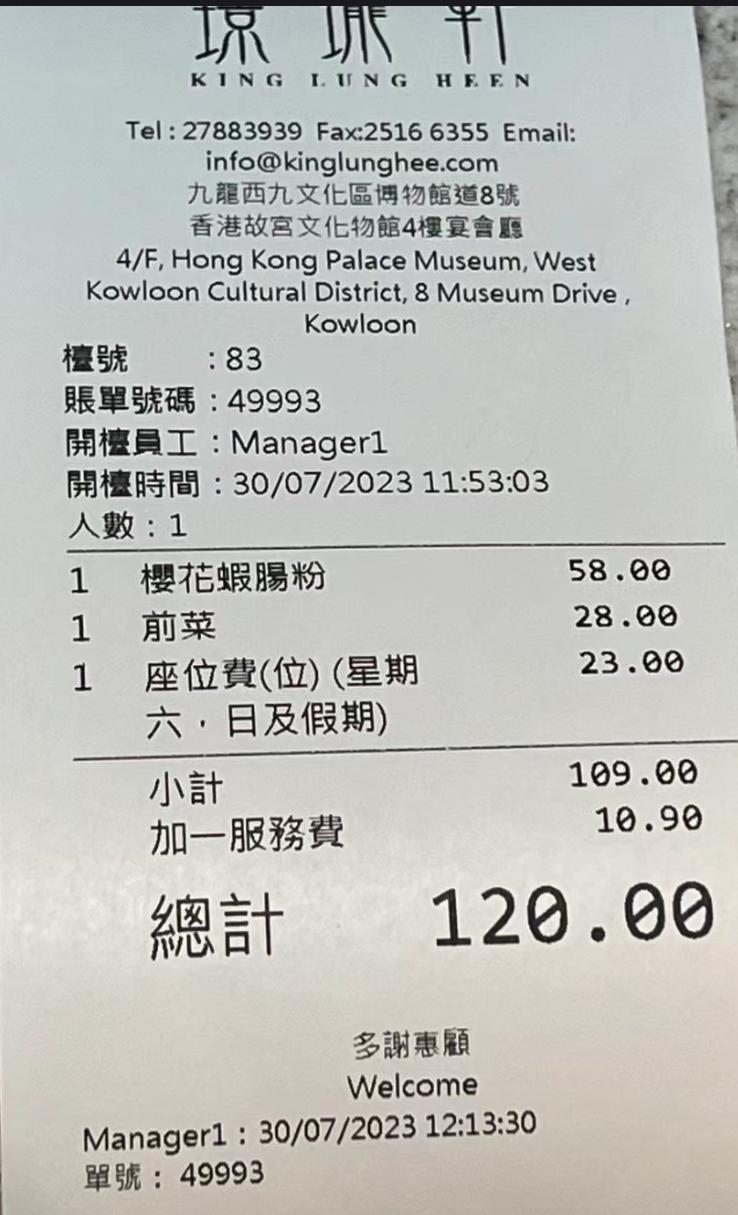 璟瓏軒
KING LUNG HEEN
Tel : 27883939 Fax:2516 6355 Email:
info@kinglunghee.com
九龍西九文化區博物館道8號
香港故宮文化物館4樓宴會廳
4/F, Hong Kong Palace Museum, West
Kowloon Cultural District, 8 Museum Drive ,
Kowloon
檯號 : 83
賬單號碼 : 49993
開檯員工 : Manager1
開檯時間 : 30/07/2023 11:53:03
人數 : 1
1 櫻花蝦腸粉 58.00
1 前菜 28.00
1 座位費(位) (星期 23.00
六，日及假期)
小計 109.00
加一服務費 10.90
總計 120.00
多謝惠顧
Welcome
Manager1 : 30/07/2023 12:13:30
單號 : 49993